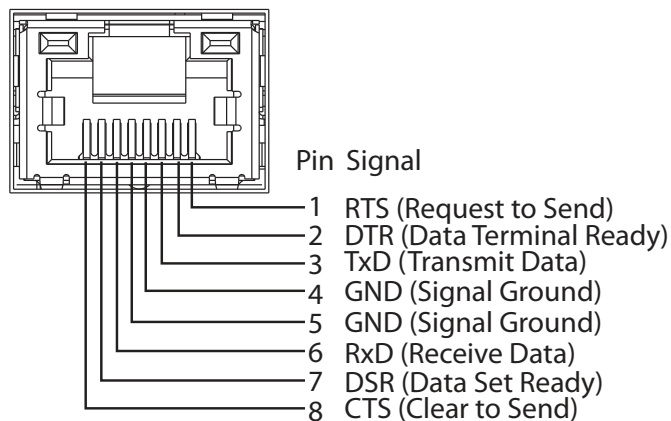 Pin Signal
1 RTS (Request to Send)
2 DTR (Data Terminal Ready)
3 TxD (Transmit Data)
4 GND (Signal Ground)
5 GND (Signal Ground)
6 RxD (Receive Data)
7 DSR (Data Set Ready)
8 CTS (Clear to Send)